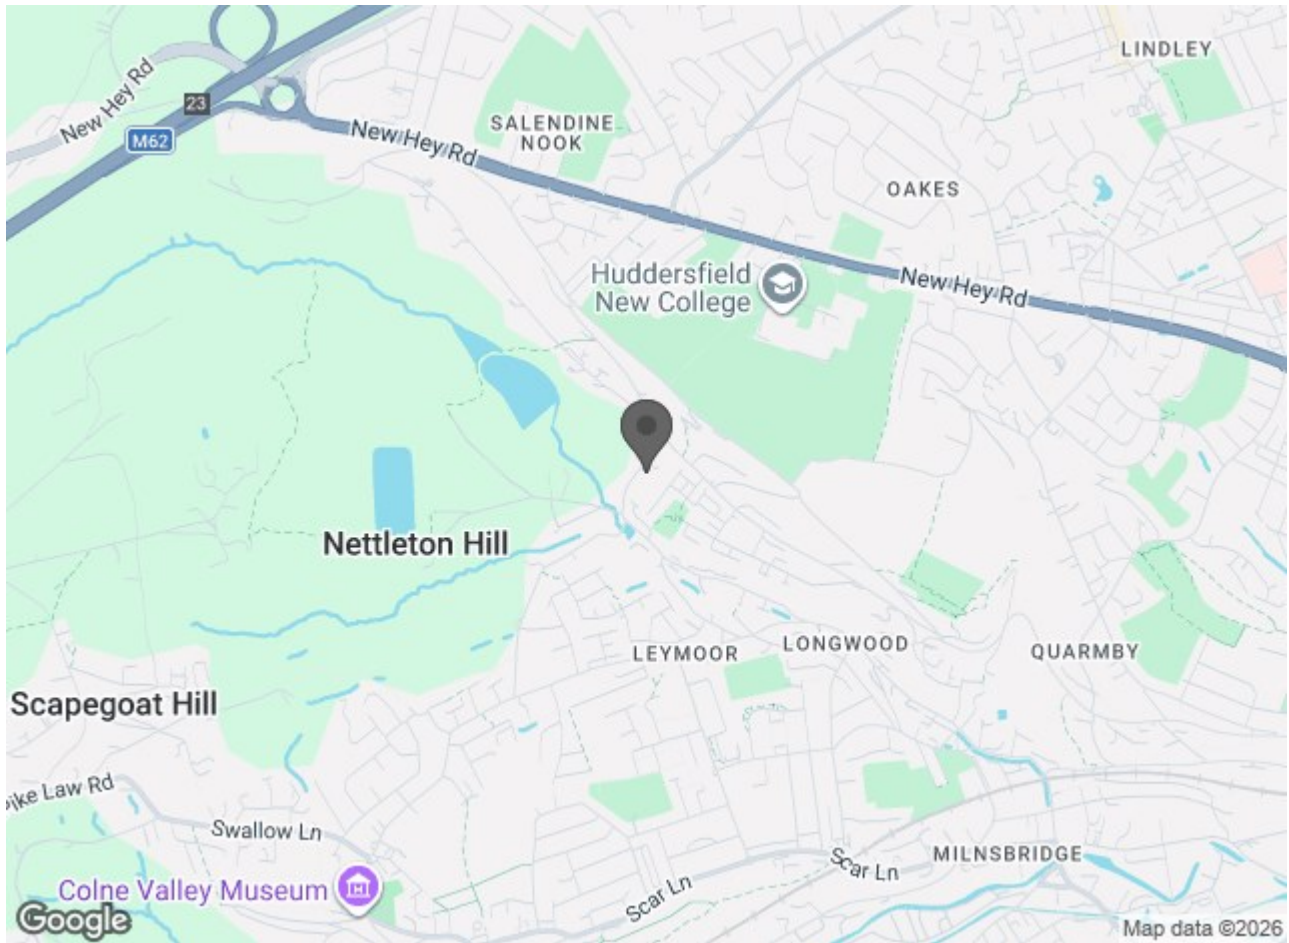 LINDLEY
New Hey Rd
23
M62
New Hey Rd
SALENDINE
NOOK
OAKES
Huddersfield
New College
New Hey Rd
Nettleton Hill
LEYMOOR
LONGWOOD
QUARMBY
Scapegoat Hill
Pike Law Rd
Swallow Ln
MILNSBRIDGE
Scar Ln
Colne Valley Museum
Scar Ln
Google
Map data ©2026